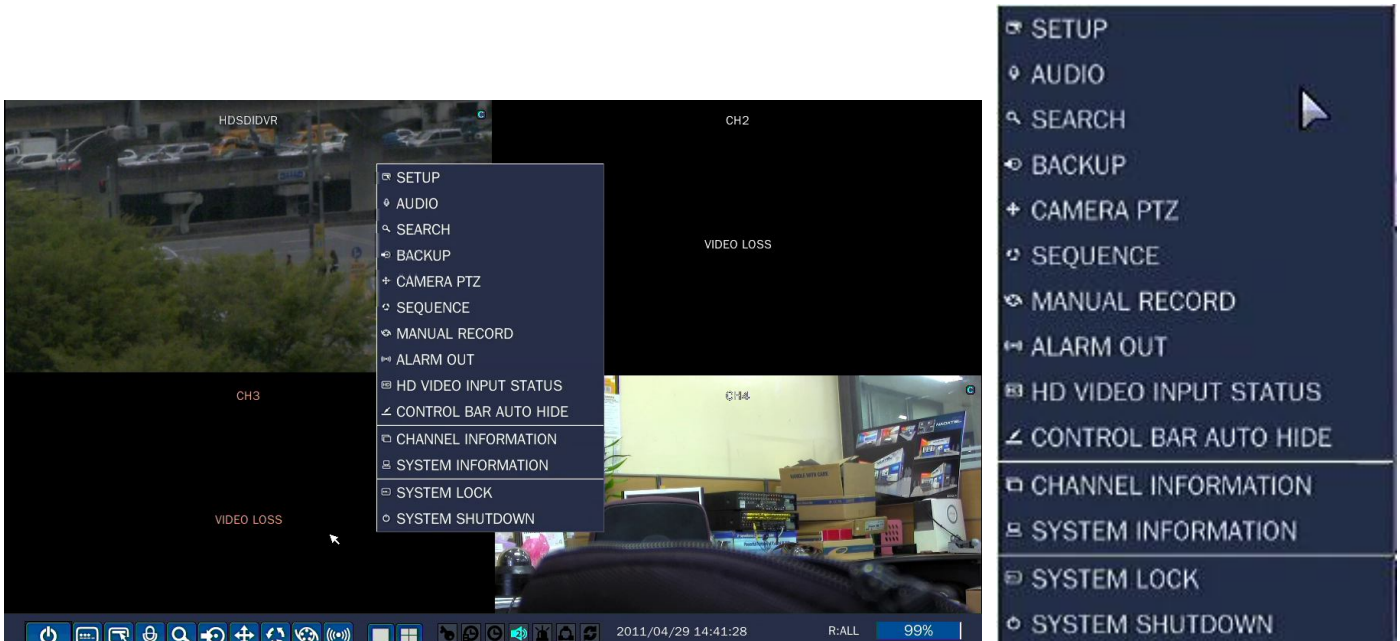 HDSDIDVR
CH2
SETUP
AUDIO
SEARCH
BACKUP
CAMERA PTZ
SEQUENCE
MANUAL RECORD
ALARM OUT
HD VIDEO INPUT STATUS
CONTROL BAR AUTO HIDE
CHANNEL INFORMATION
SYSTEM INFORMATION
SYSTEM LOCK
SYSTEM SHUTDOWN
VIDEO LOSS
CH3
CH4
VIDEO LOSS
HANDLE WITH CARE
2011/04/29 14:41:28 R:ALL 99%
SETUP
AUDIO
SEARCH
BACKUP
CAMERA PTZ
SEQUENCE
MANUAL RECORD
ALARM OUT
HD VIDEO INPUT STATUS
CONTROL BAR AUTO HIDE
CHANNEL INFORMATION
SYSTEM INFORMATION
SYSTEM LOCK
SYSTEM SHUTDOWN